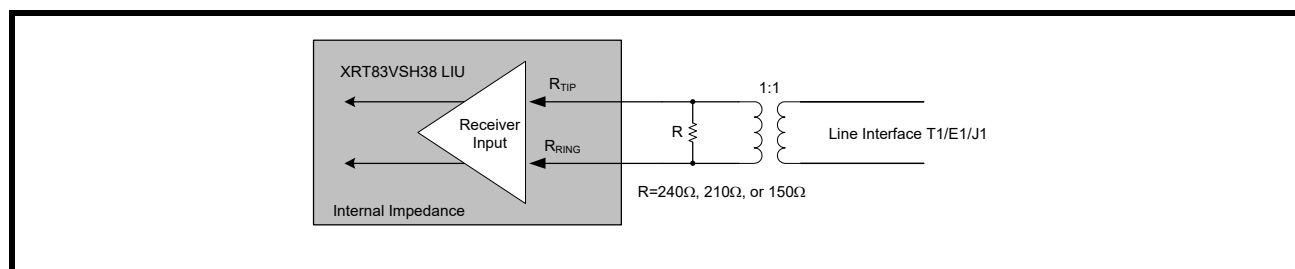 XRT83VSH38 LIU
RTIP
1:1
Receiver
Input
R
Line Interface T1/E1/J1
RRING
R=240Ω, 210Ω, or 150Ω
Internal Impedance